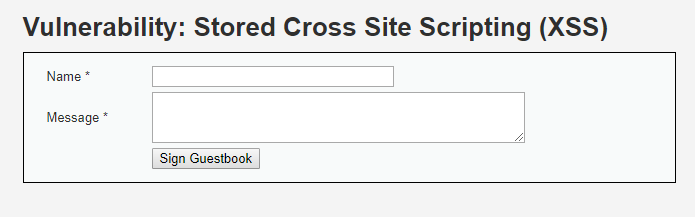 Vulnerability: Stored Cross Site Scripting (XSS)
Name *
Message *
Sign Guestbook